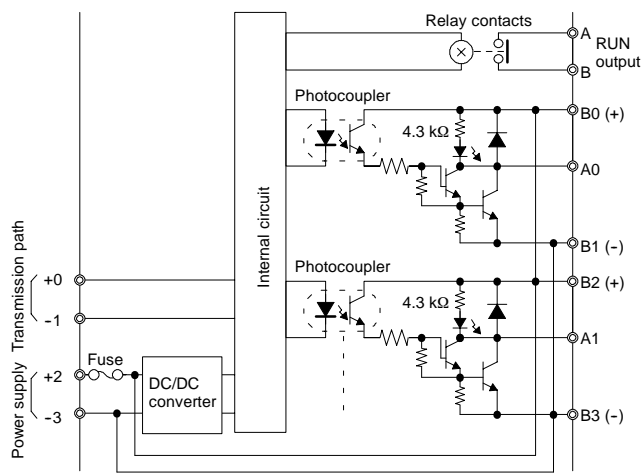 Relay contacts
A
RUN
output
B
Photocoupler
B0 (+)
4.3 kΩ
A0
B1 (-)
Internal circuit
Photocoupler
B2 (+)
4.3 kΩ
A1
B3 (-)
Transmission path
+0
-1
Power supply
Fuse
+2
DC/DC
converter
-3